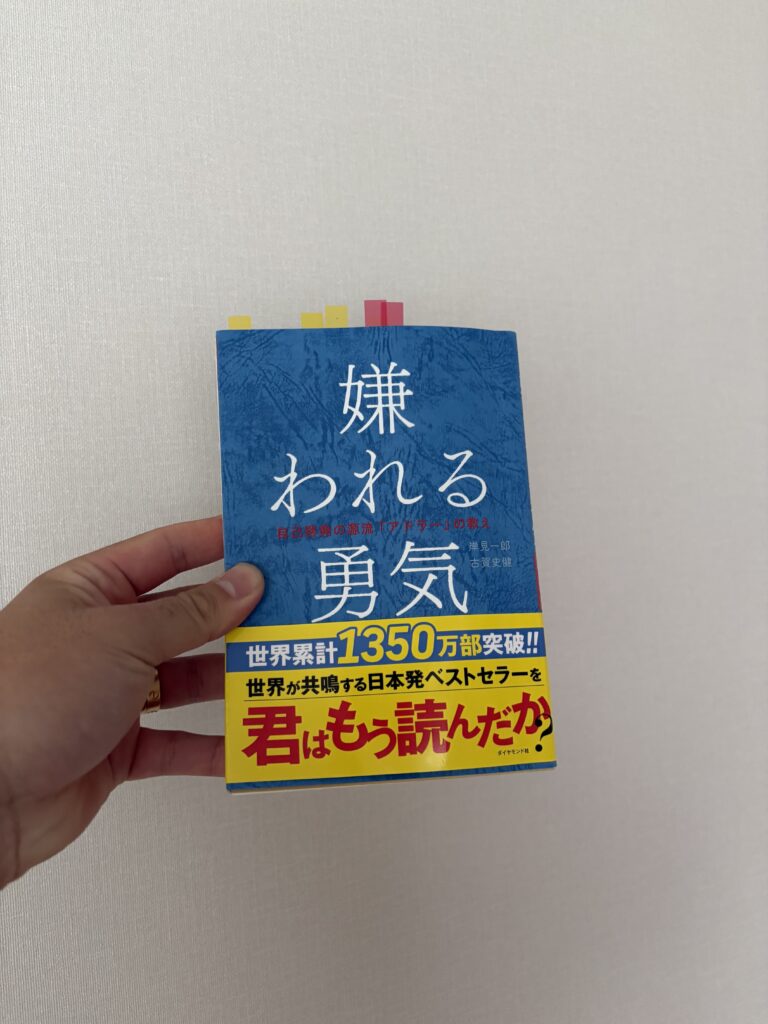 嫌
われる
自己啓発の源流「アドラー」の教え
岸見一郎
古賀史健
勇気
世界累計1350万部突破!!
世界が共鳴する日本発ベストセラーを
君はもう読んだか?
ダイヤモンド社